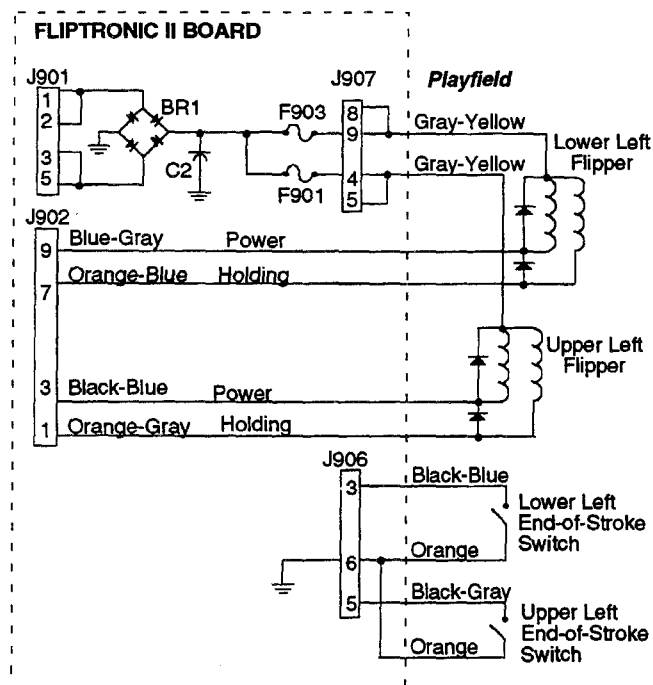 FLIPTRONIC II BOARD
J901
1
2
3
5
BR1
C2
F903
F901
J907
8
9
4
5
Playfield
Gray-Yellow
Gray-Yellow
Lower Left
Flipper
J902
9
Blue-Gray Power
7
Orange-Blue Holding
3
Black-Blue Power
1
Orange-Gray Holding
Upper Left
Flipper
J906
3
Black-Blue
Lower Left
End-of-Stroke
Switch
6
Orange
5
Black-Gray
Upper Left
End-of-Stroke
Switch
Orange